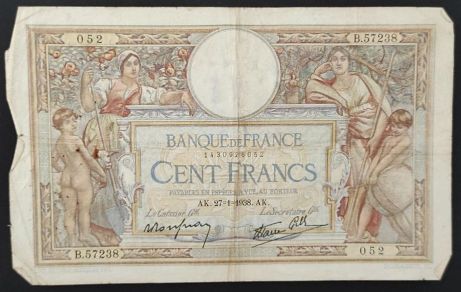 052 B.57238
BANQUE DE FRANCE
1430926052
CENT FRANCS
PAYABLES EN ESPÈCES, A VUE, AU PORTEUR
AK. 27-1-1938. AK.
Le Caissier Gal Le Secrétaire Gal
B.57238 052